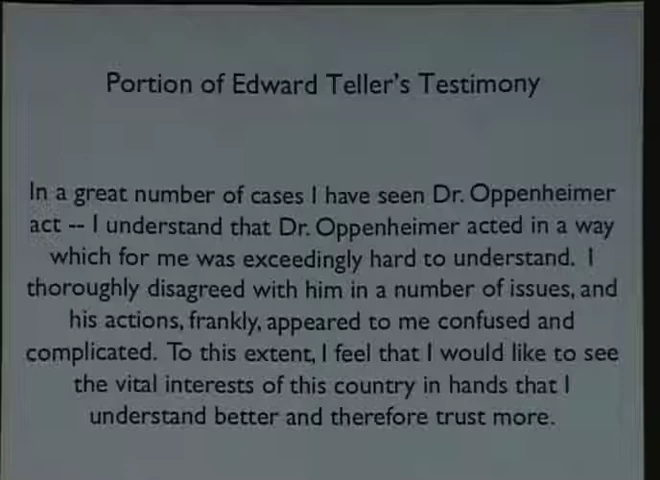 Portion of Edward Teller's Testimony
In a great number of cases I have seen Dr. Oppenheimer
act -- I understand that Dr. Oppenheimer acted in a way
which for me was exceedingly hard to understand. I
thoroughly disagreed with him in a number of issues, and
his actions, frankly, appeared to me confused and
complicated. To this extent, I feel that I would like to see
the vital interests of this country in hands that I
understand better and therefore trust more.